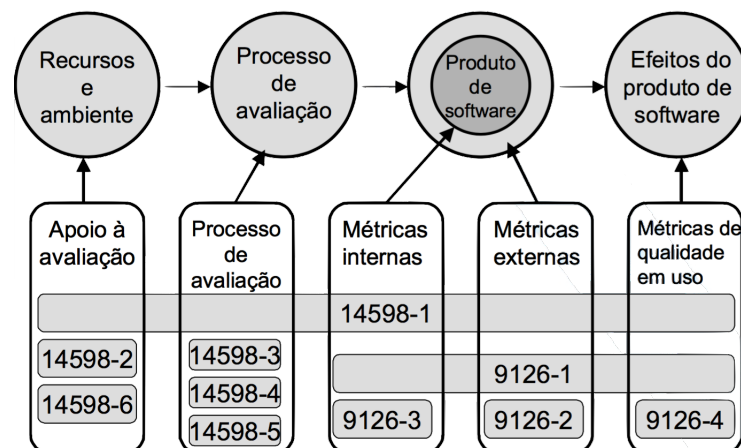 Recursos
e
ambiente
Processo
de
avaliação
Produto
de
software
Efeitos do
produto de
software
Apoio à
avaliação
Processo
de
avaliação
Métricas
internas
Métricas
externas
Métricas de
qualidade
em uso
14598-1
14598-2
14598-6
14598-3
14598-4
14598-5
9126-1
9126-3
9126-2
9126-4